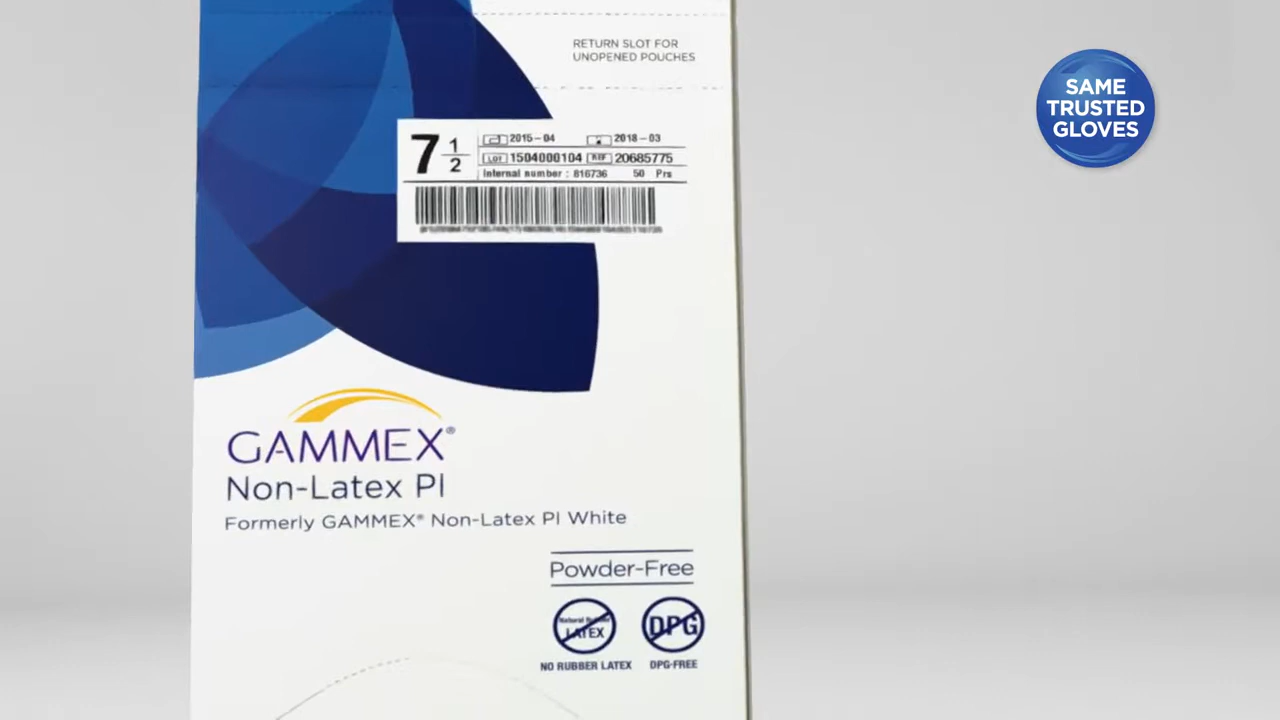 RETURN SLOT FOR
UNOPENED POUCHES
SAME
TRUSTED
GLOVES
7 1/2
2015-04 2018-03
LOT 1504000104 REF 20685775
Internal number : 816736 50 Prs
GAMMEX®
Non-Latex PI
Formerly GAMMEX® Non-Latex PI White
Powder-Free
Natural Rubber
LATEX
DPG
NO RUBBER LATEX
DPG-FREE